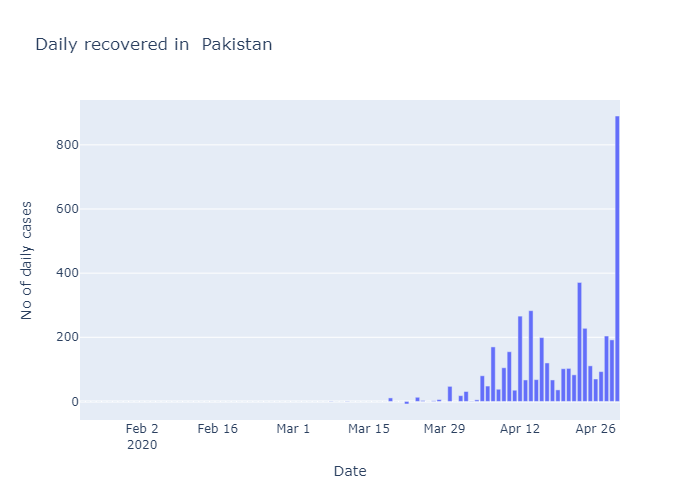 Daily recovered in  Pakistan
No of daily cases
800
600
400
200
0
Feb 2
2020
Feb 16
Mar 1
Mar 15
Mar 29
Apr 12
Apr 26
Date